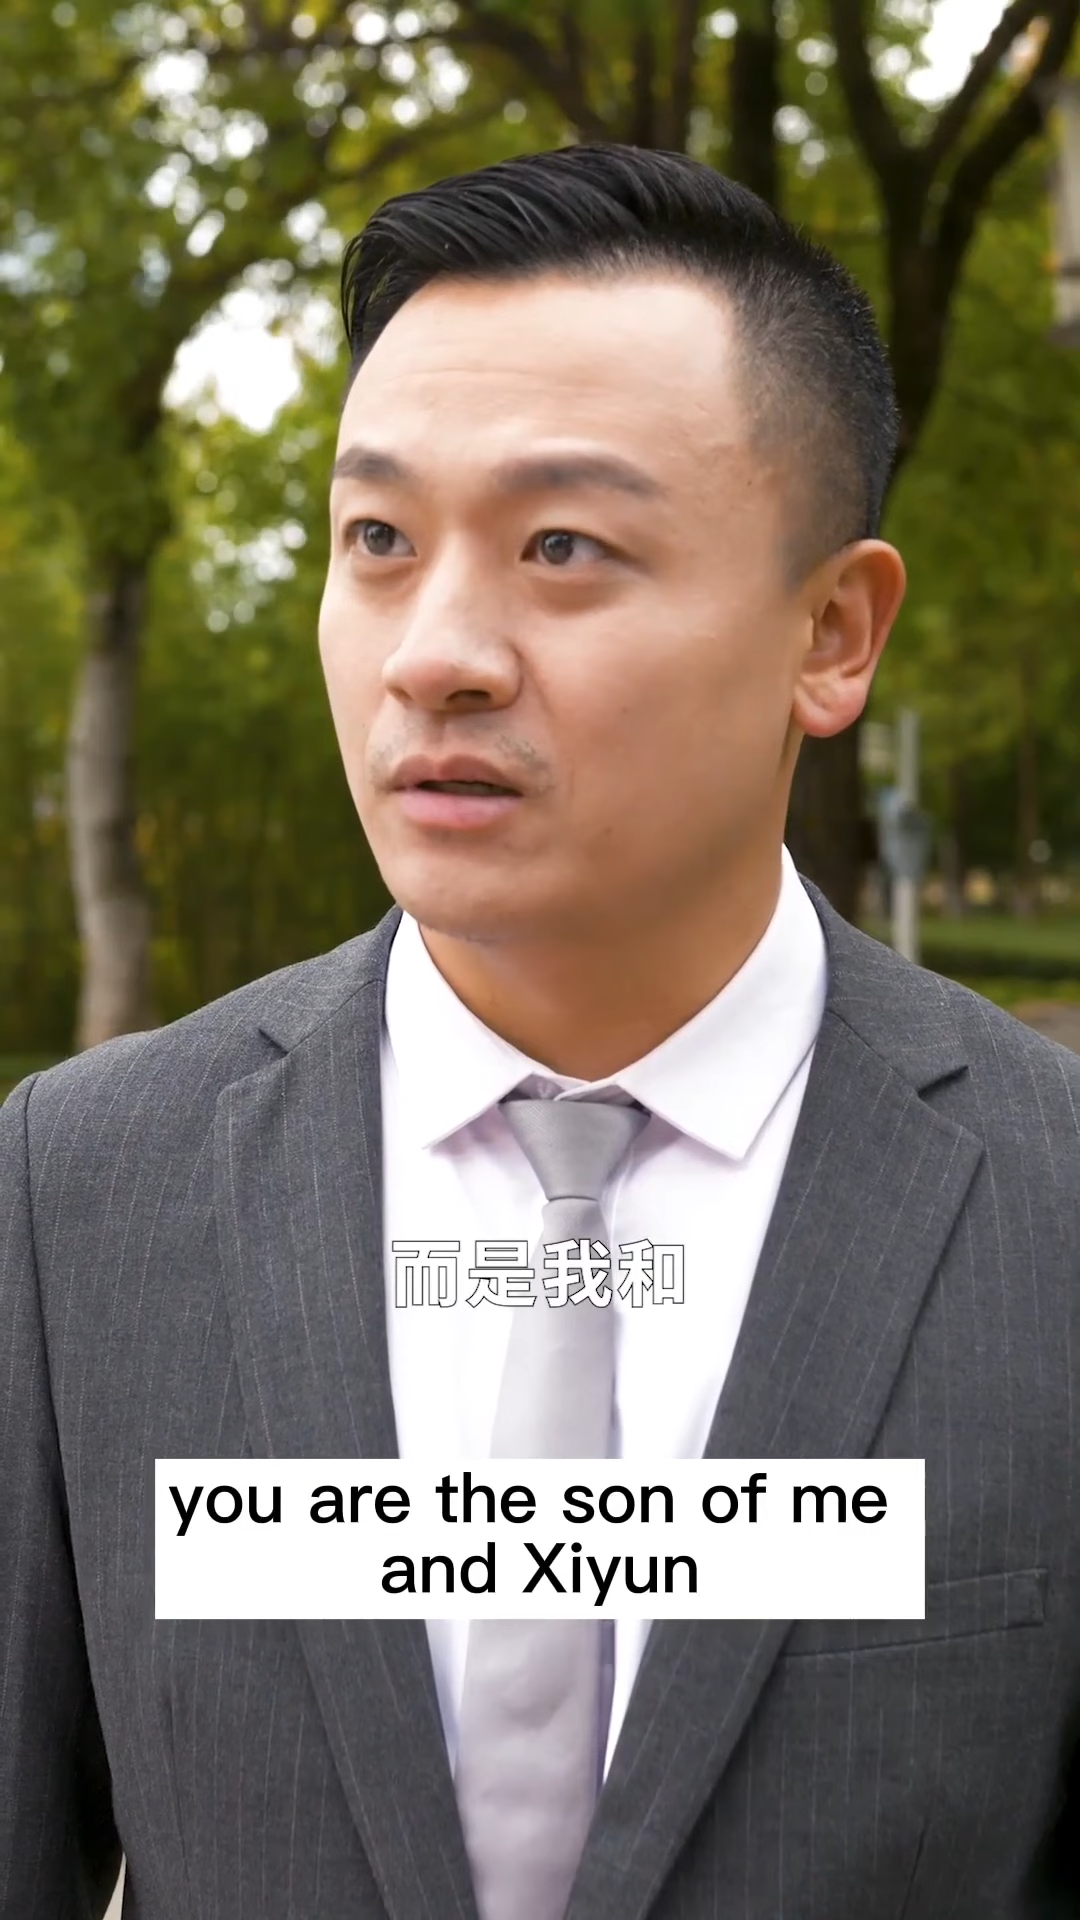 而是我和
you are the son of me
and Xiyun